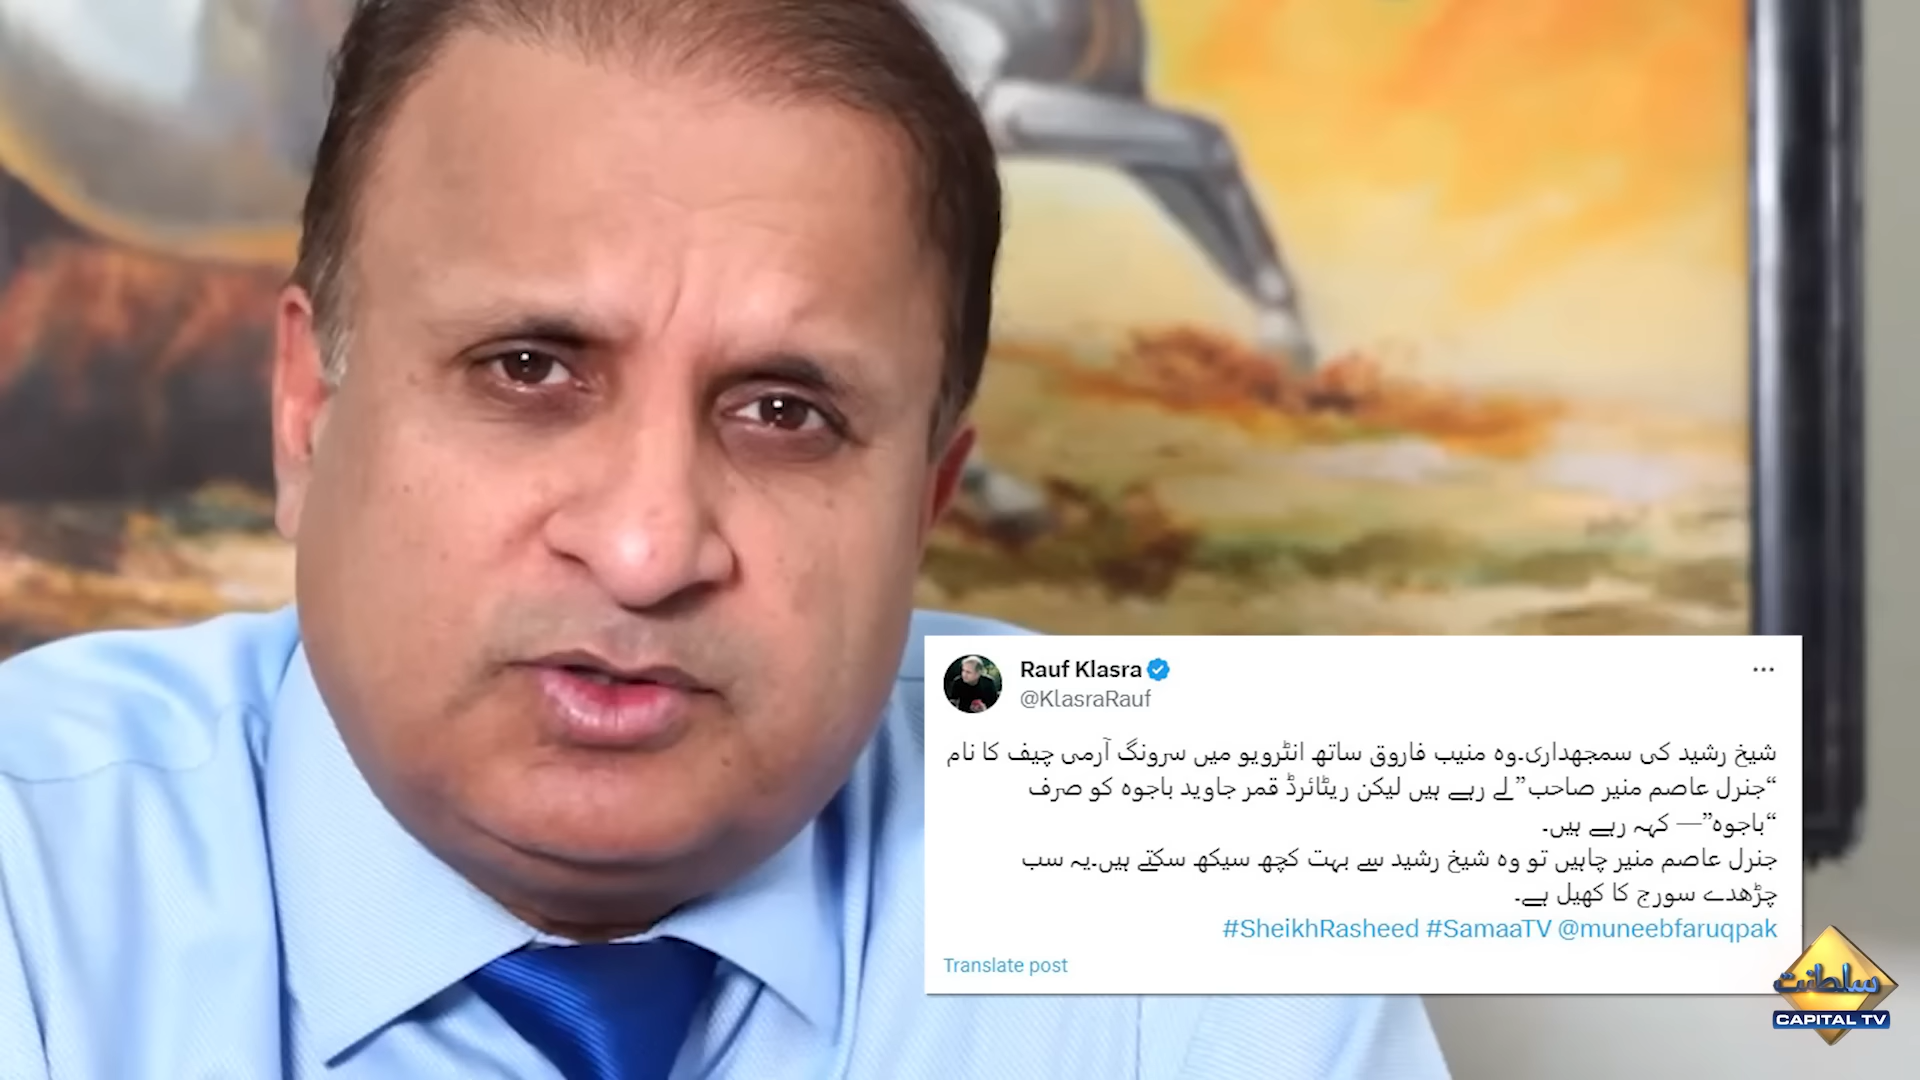 Rauf Klasra
@KlasraRauf
شیخ رشید کی سمجھداری۔وہ منیب فاروق ساتھ انٹرویو میں سرونگ آرمی چیف کا نام
“جنرل عاصم منیر صاحب”لے رہے ہیں لیکن ریٹائرڈ قمر جاوید باجوہ کو صرف
“باجوہ”— کہہ رہے ہیں۔
جنرل عاصم منیر چاہیں تو وہ شیخ رشید سے بہت کچھ سیکھ سکتے ہیں۔یہ سب
چڑھدے سورج کا کھیل ہے۔
#SheikhRasheed #SamaaTV @muneebfaruqpak
Translate post
سلطنت
CAPITAL TV